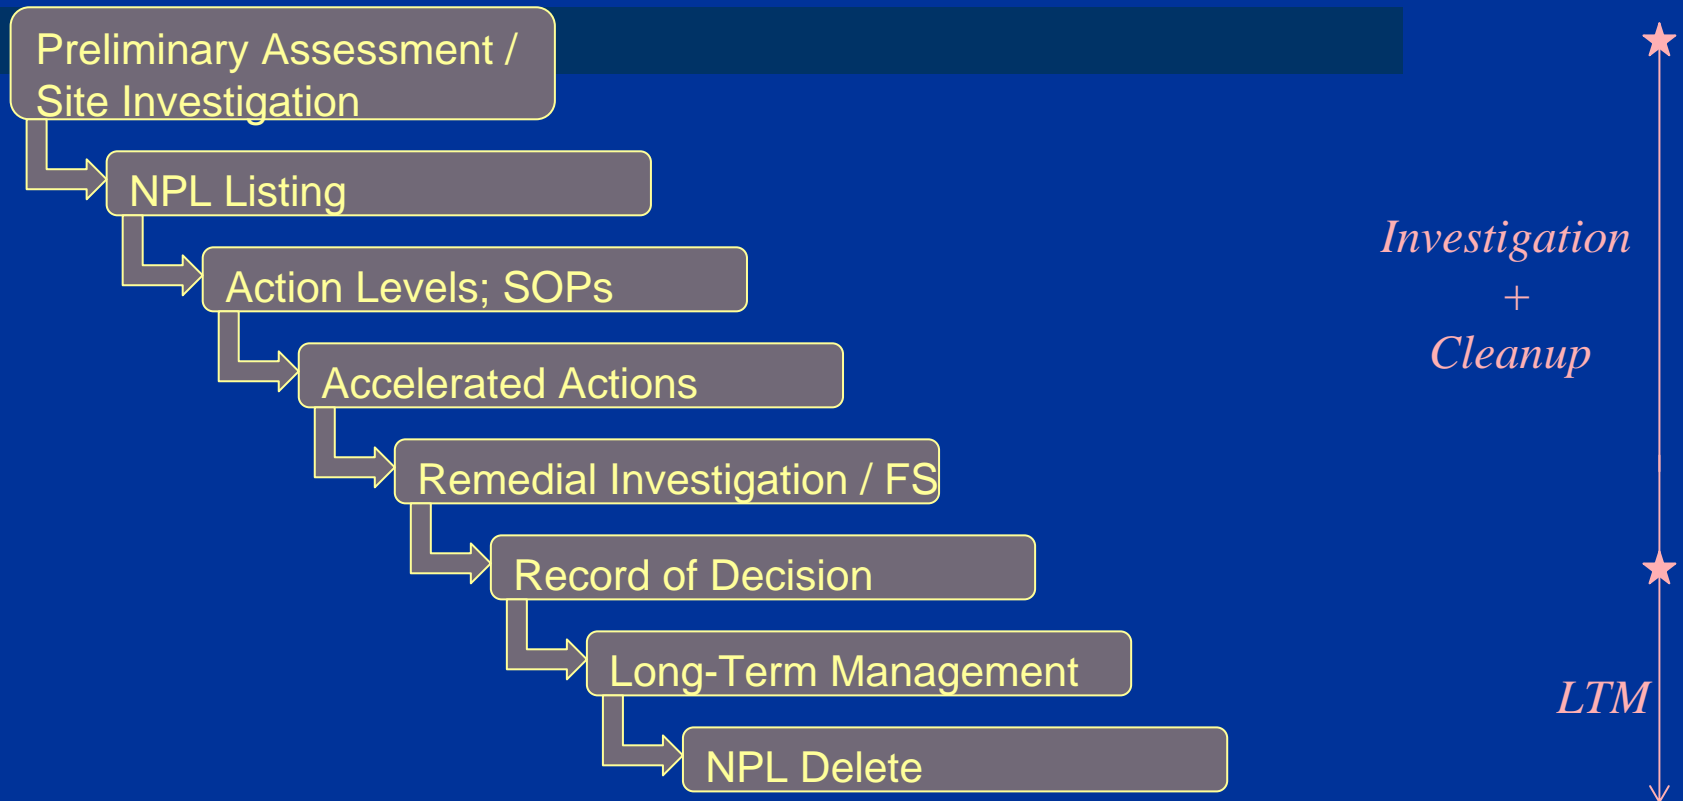 Preliminary Assessment /
Site Investigation
NPL Listing
Action Levels; SOPs
Accelerated Actions
Remedial Investigation / FS
Record of Decision
Long-Term Management
NPL Delete
Investigation
+
Cleanup
LTM